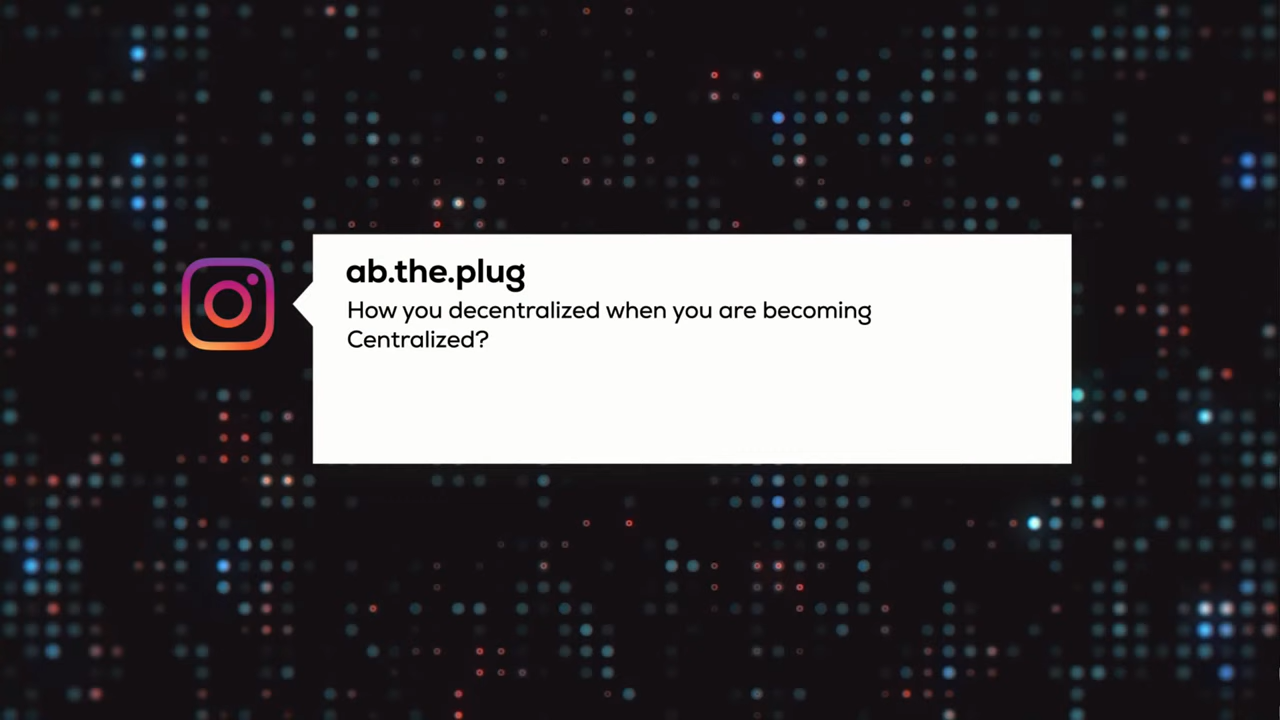 ab.the.plug
How you decentralized when you are becoming
Centralized?